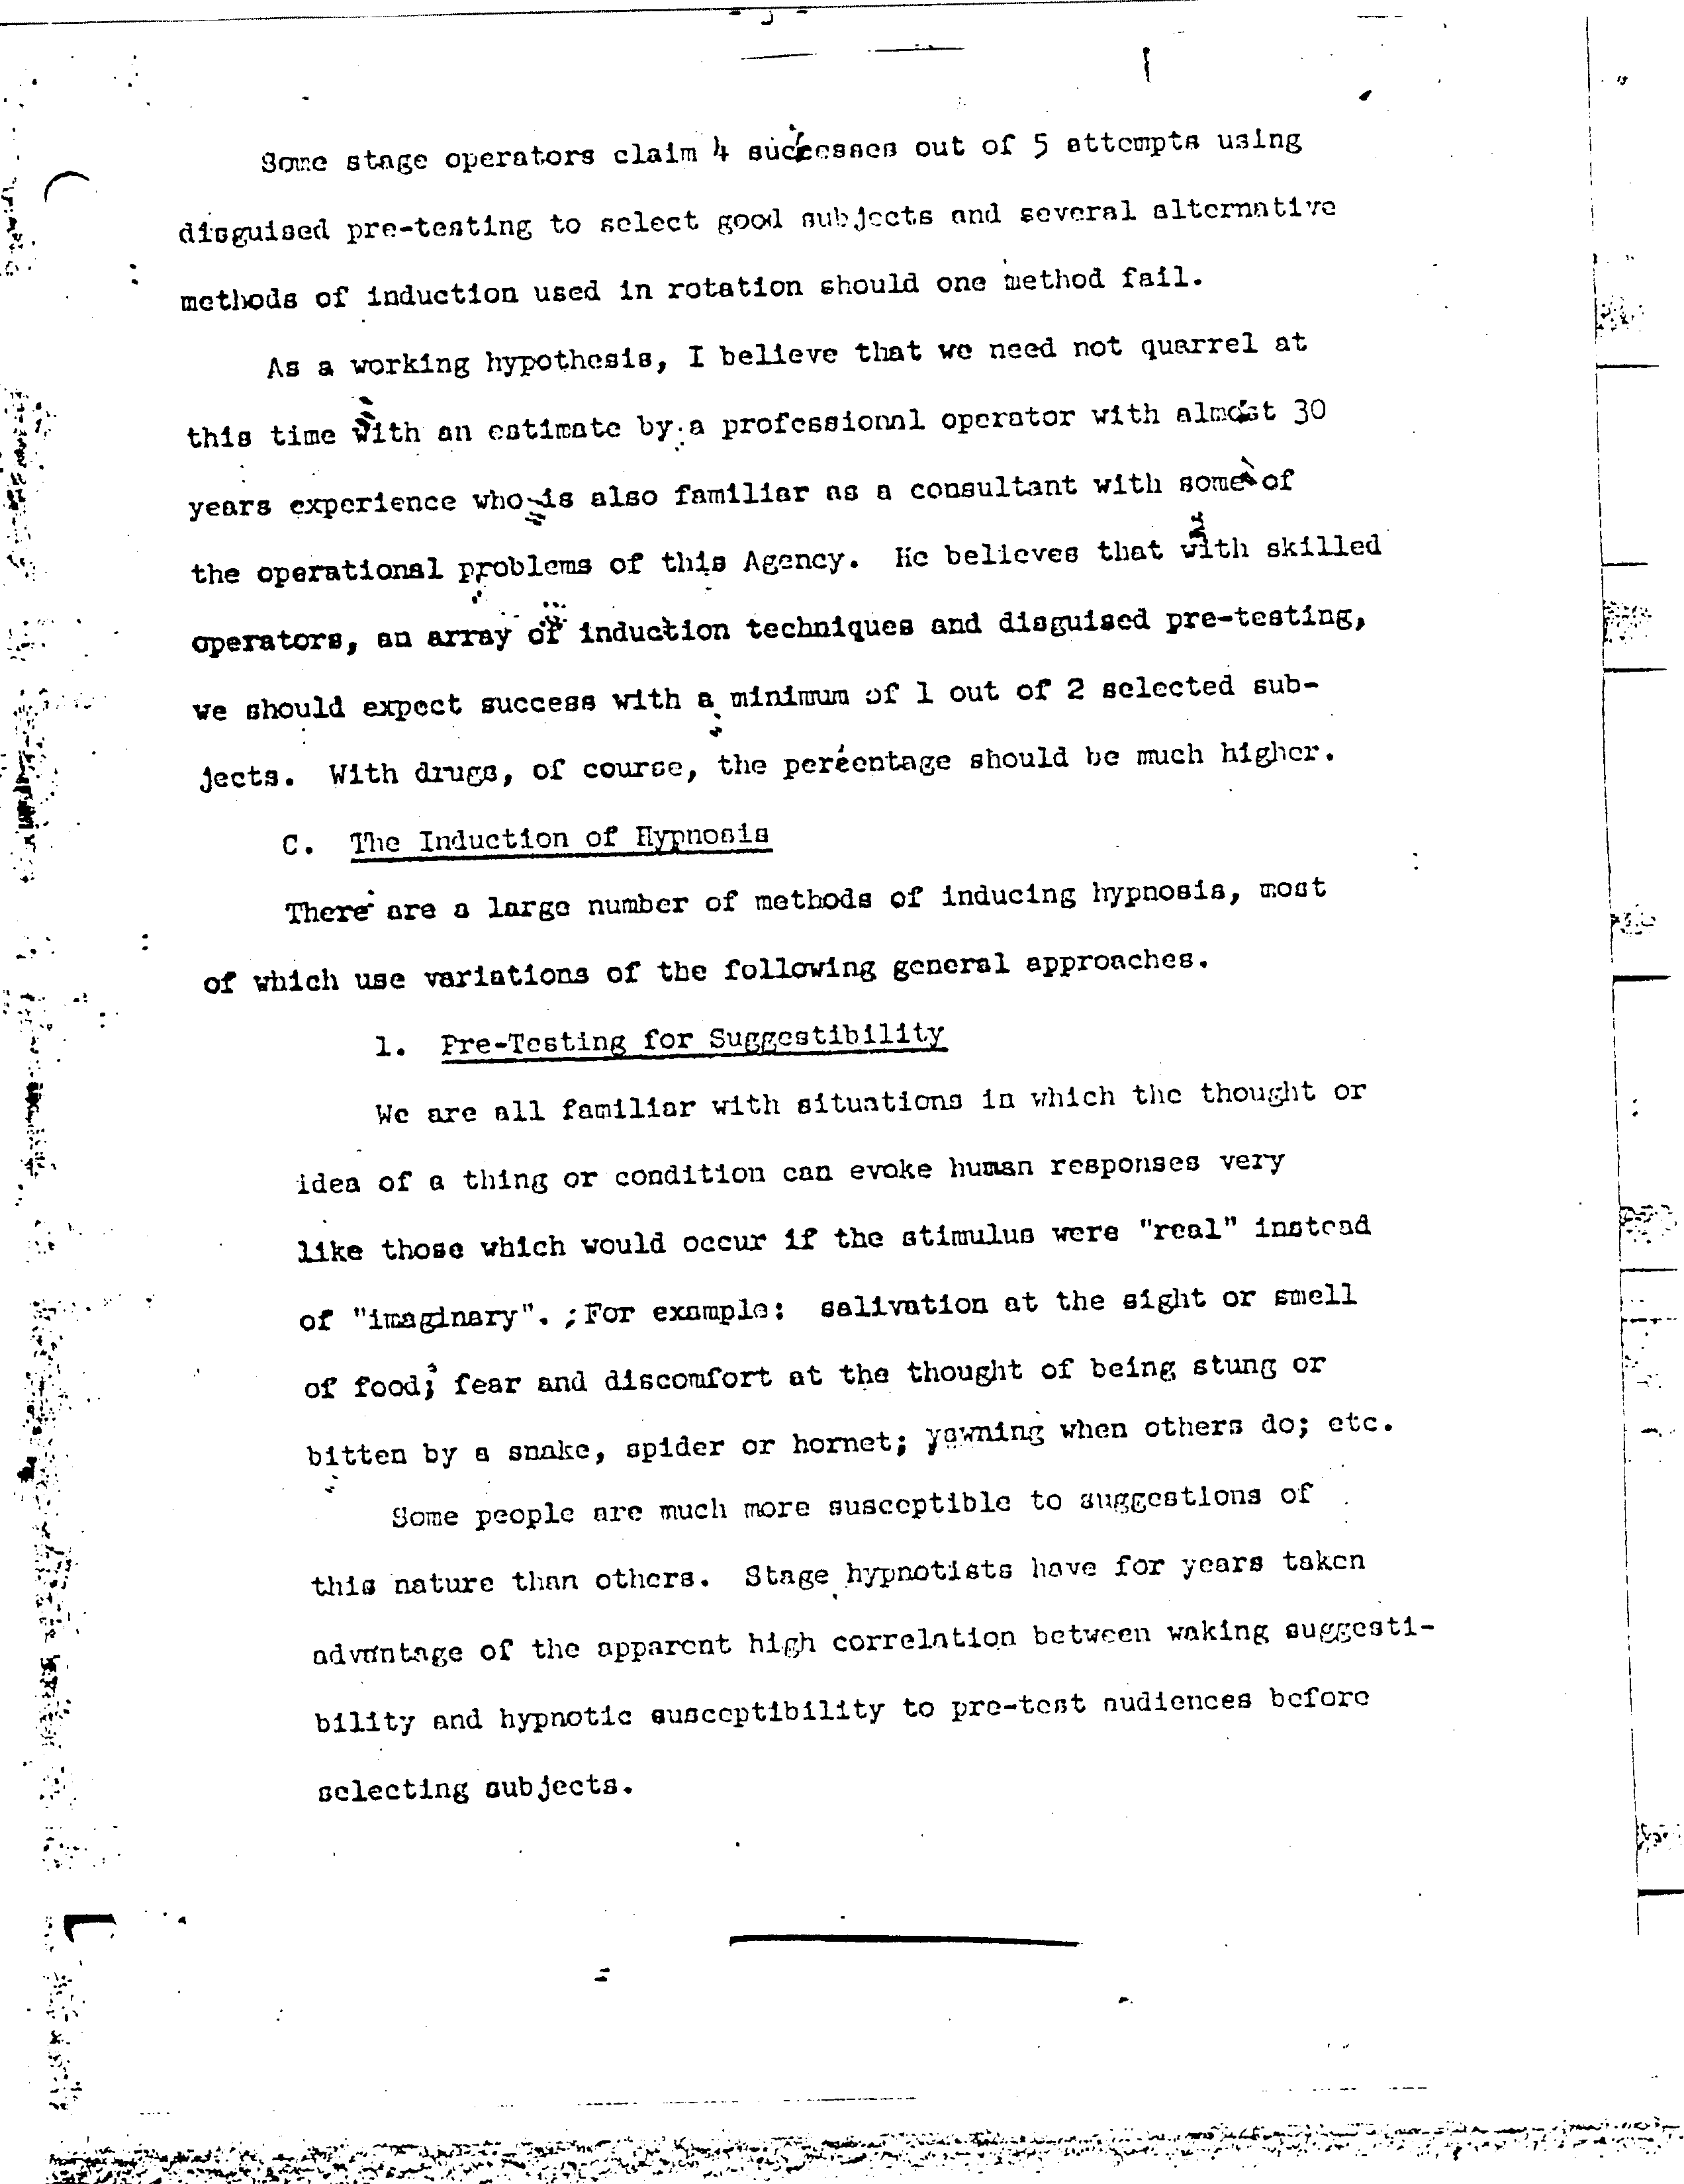 Some stage operators claim 4 successes out of 5 attempts using
disguised pre-testing to select good subjects and several alternative
methods of induction used in rotation should one method fail.
As a working hypothesis, I believe that we need not quarrel at
this time with an estimate by a professional operator with almost 30
years experience who is also familiar as a consultant with some of
the operational problems of this Agency. He believes that with skilled
operators, an array of induction techniques and disguised pre-testing,
we should expect success with a minimum of 1 out of 2 selected sub-
jects. With drugs, of course, the percentage should be much higher.
C. The Induction of Hypnosis
There are a large number of methods of inducing hypnosis, most
of which use variations of the following general approaches.
1. Pre-Testing for Suggestibility
We are all familiar with situations in which the thought or
idea of a thing or condition can evoke human responses very
like those which would occur if the stimulus were "real" instead
of "imaginary". ;For example: salivation at the sight or smell
of food; fear and discomfort at the thought of being stung or
bitten by a snake, spider or hornet; yawning when others do; etc.
Some people are much more susceptible to suggestions of
this nature than others. Stage hypnotists have for years taken
advantage of the apparent high correlation between waking suggesti-
bility and hypnotic susceptibility to pre-test audiences before
selecting subjects.